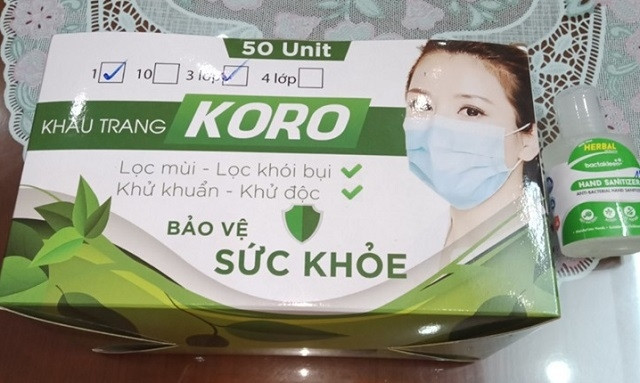 50 Unit
1 10 3 lớp 4 lớp
KHẨU TRANG KORO
Lọc mùi - Lọc khói bụi
Khử khuẩn - Khử độc
BẢO VỆ
SỨC KHỎE
HERBAL
HAND SANITIZER